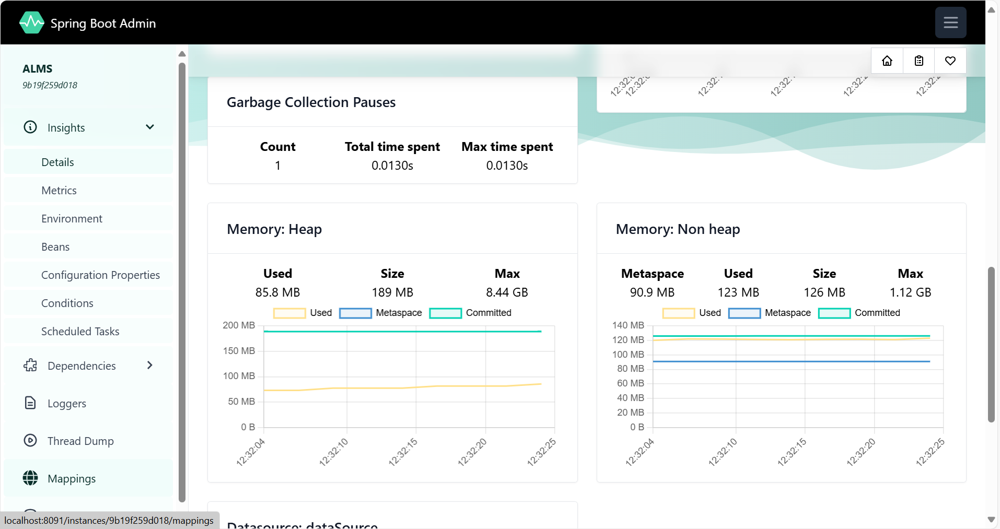 Spring Boot Admin
ALMS
9b19f259d018
Insights
Details
Metrics
Environment
Beans
Configuration Properties
Conditions
Scheduled Tasks
Dependencies
Loggers
Thread Dump
Mappings
localhost:8091/instances/9b19f259d018/mappings
Garbage Collection Pauses
Count Total time spent Max time spent
1 0.0130s 0.0130s
Memory: Heap
Used Size Max
85.8 MB 189 MB 8.44 GB
Used Metaspace Committed
200 MB
150 MB
100 MB
50 MB
0 B
12:32:04 12:32:10 12:32:15 12:32:20 12:32:25
Memory: Non heap
Metaspace Used Size Max
90.9 MB 123 MB 126 MB 1.12 GB
Used Metaspace Committed
140 MB
120 MB
100 MB
80 MB
60 MB
40 MB
20 MB
0 B
12:32:04 12:32:10 12:32:15 12:32:20 12:32:25
Datasource: dataSource